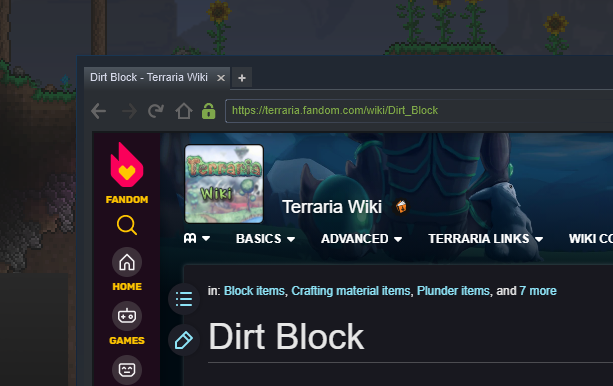 Dirt Block - Terraria Wiki
https://terraria.fandom.com/wiki/Dirt_Block
Terraria
Wiki
Terraria Wiki
FANDOM
BASICS
ADVANCED
TERRARIA LINKS
WIKI CO
HOME
in: Block items, Crafting material items, Plunder items, and 7 more
Dirt Block
GAMES